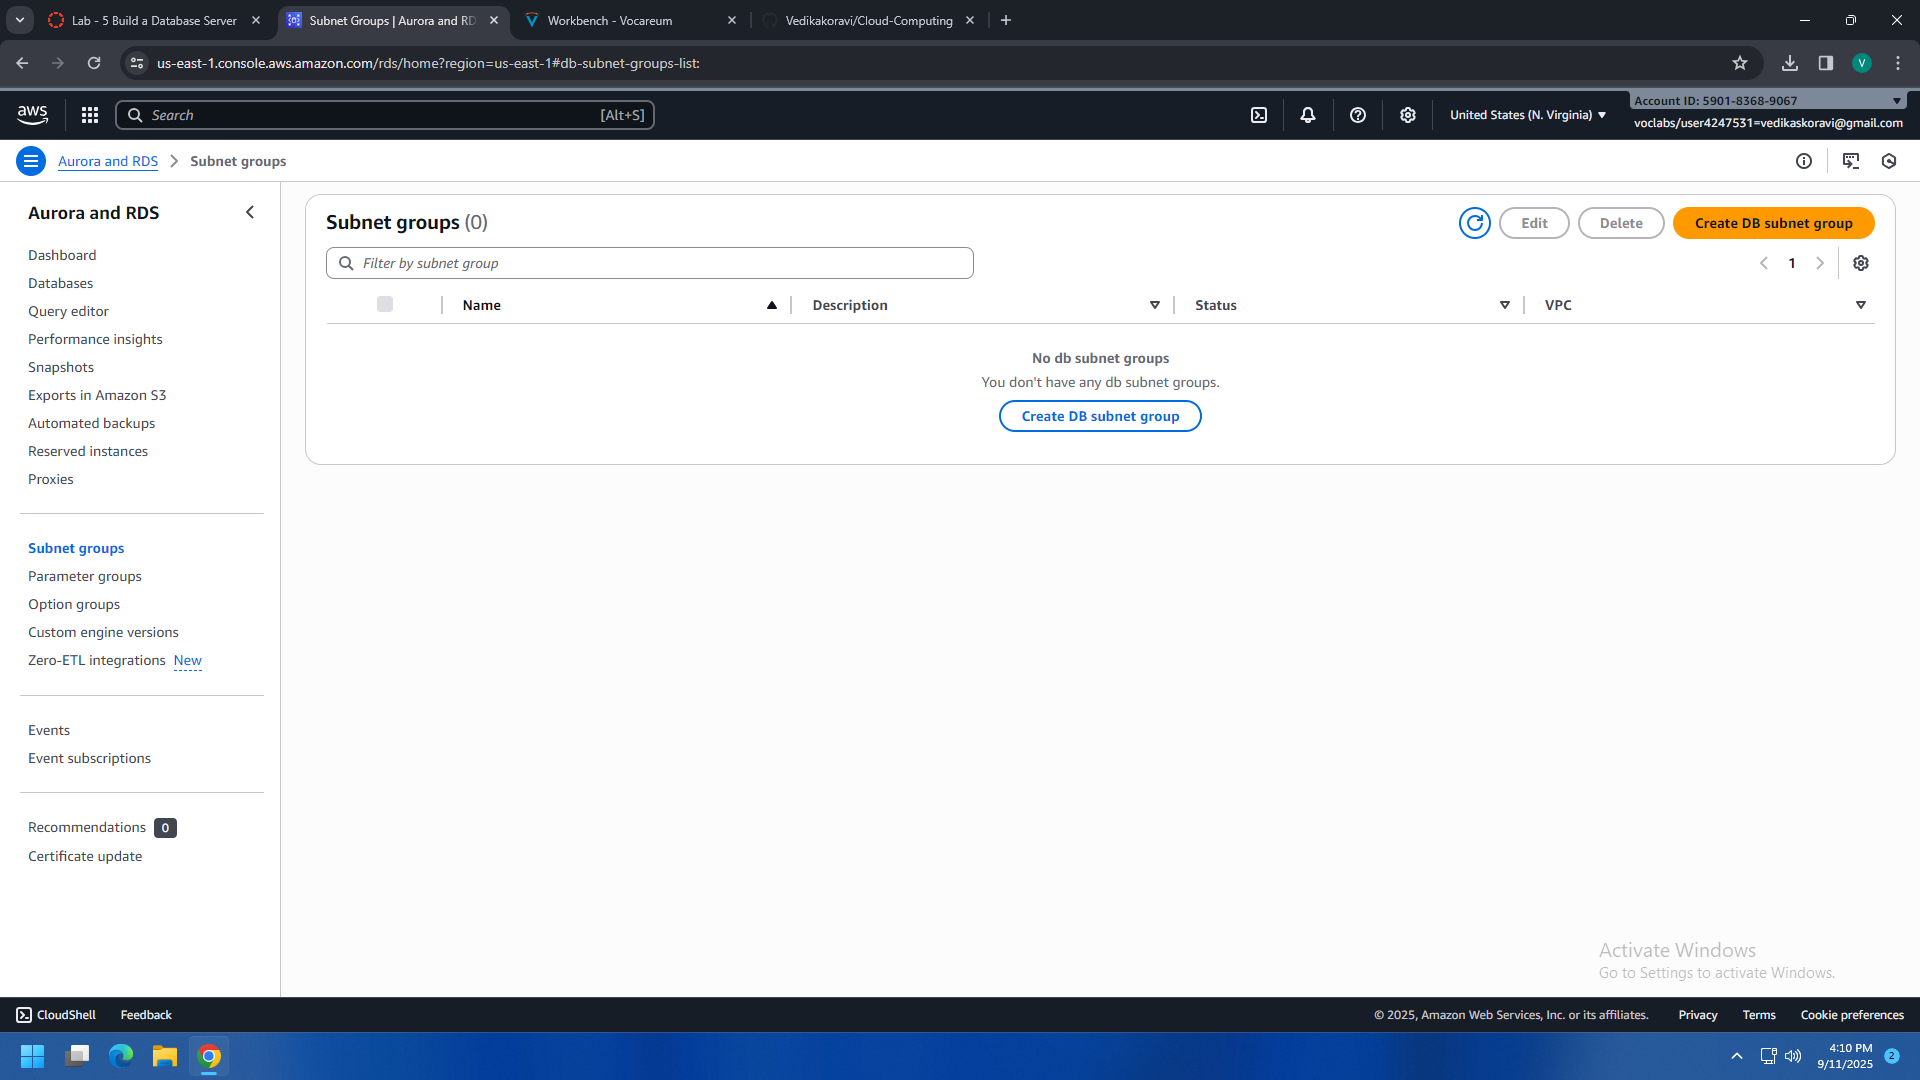 Lab - 5 Build a Database Server
Subnet Groups | Aurora and RD
Workbench - Vocareum
Vedikakoravi/Cloud-Computing
us-east-1.console.aws.amazon.com/rds/home?region=us-east-1#db-subnet-groups-list:
V
aws
Search
[Alt+S]
United States (N. Virginia)
Account ID: 5901-8368-9067
voclabs/user4247531=vedikaskoravi@gmail.com
Aurora and RDS
Subnet groups
Aurora and RDS
Dashboard
Databases
Query editor
Performance insights
Snapshots
Exports in Amazon S3
Automated backups
Reserved instances
Proxies
Subnet groups
Parameter groups
Option groups
Custom engine versions
Zero-ETL integrations New
Events
Event subscriptions
Recommendations 0
Certificate update
Subnet groups (0)
Edit
Delete
Create DB subnet group
Filter by subnet group
1
Name
Description
Status
VPC
No db subnet groups
You don't have any db subnet groups.
Create DB subnet group
Activate Windows
Go to Settings to activate Windows.
CloudShell
Feedback
© 2025, Amazon Web Services, Inc. or its affiliates.
Privacy
Terms
Cookie preferences
4:10 PM
9/11/2025
2